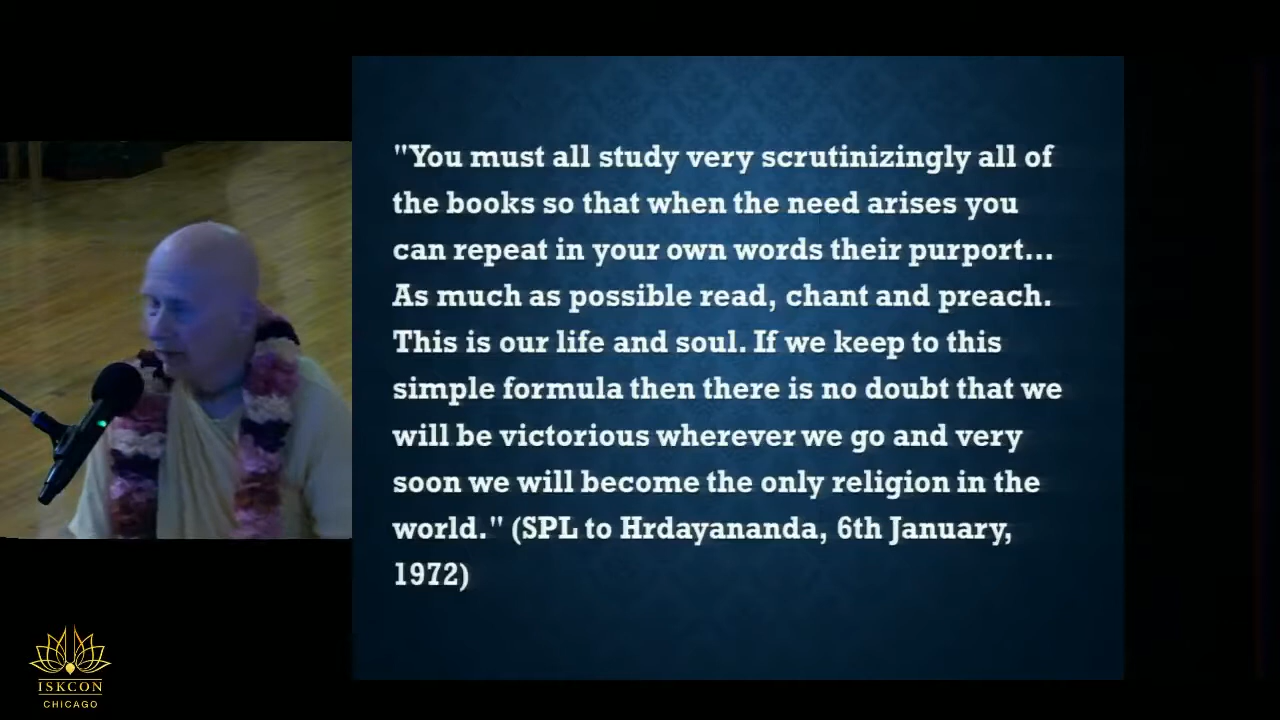 "You must all study very scrutinizingly all of
the books so that when the need arises you
can repeat in your own words their purport...
As much as possible read, chant and preach.
This is our life and soul. If we keep to this
simple formula then there is no doubt that we
will be victorious wherever we go and very
soon we will become the only religion in the
world." (SPL to Hrdayananda, 6th January,
1972)
ISKCON
CHICAGO